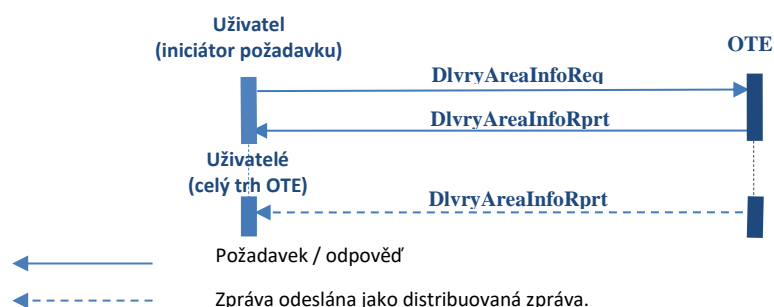 Uživatel
(iniciátor požadavku)
OTE
DlvryAreaInfoReq
DlvryAreaInfoRprt
Uživatelé
(celý trh OTE)
DlvryAreaInfoRprt
Požadavek / odpověď
Zpráva odeslána jako distribuovaná zpráva.